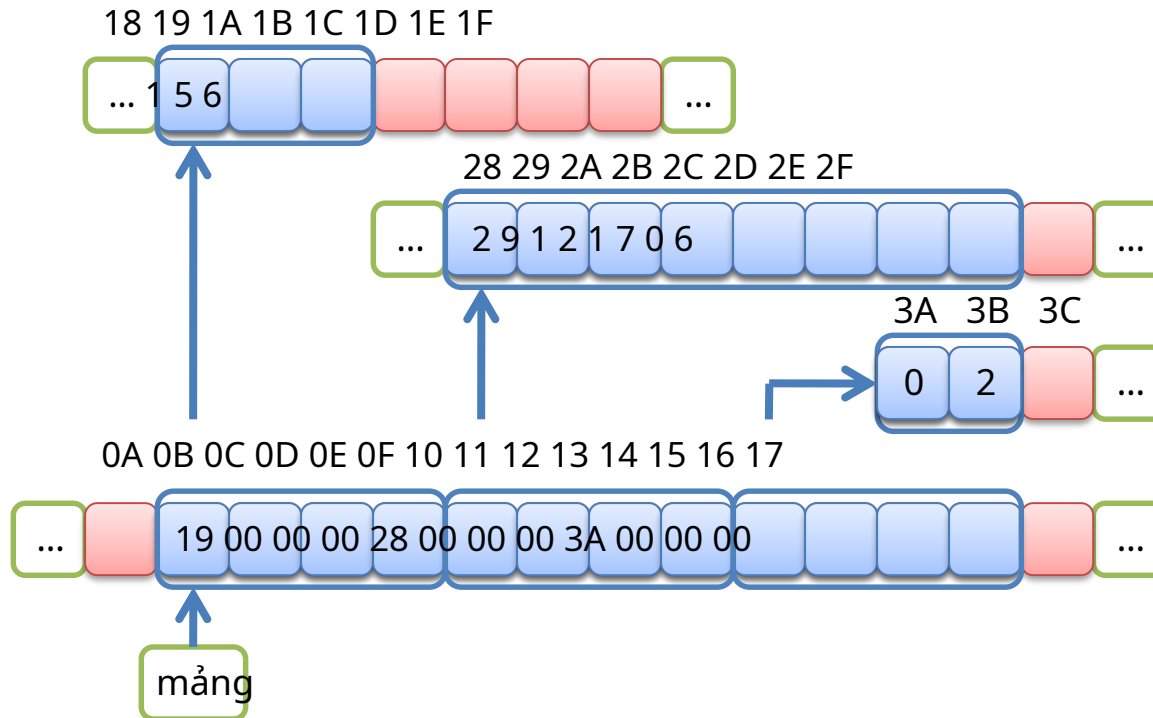 18 19 1A 1B 1C 1D 1E 1F
... 1 5 6 ...
28 29 2A 2B 2C 2D 2E 2F
... 2 9 1 2 1 7 0 6 ...
3A 3B 3C
0 2 ...
0A 0B 0C 0D 0E 0F 10 11 12 13 14 15 16 17
... 19 00 00 00 28 00 00 00 3A 00 00 00 ...
mảng